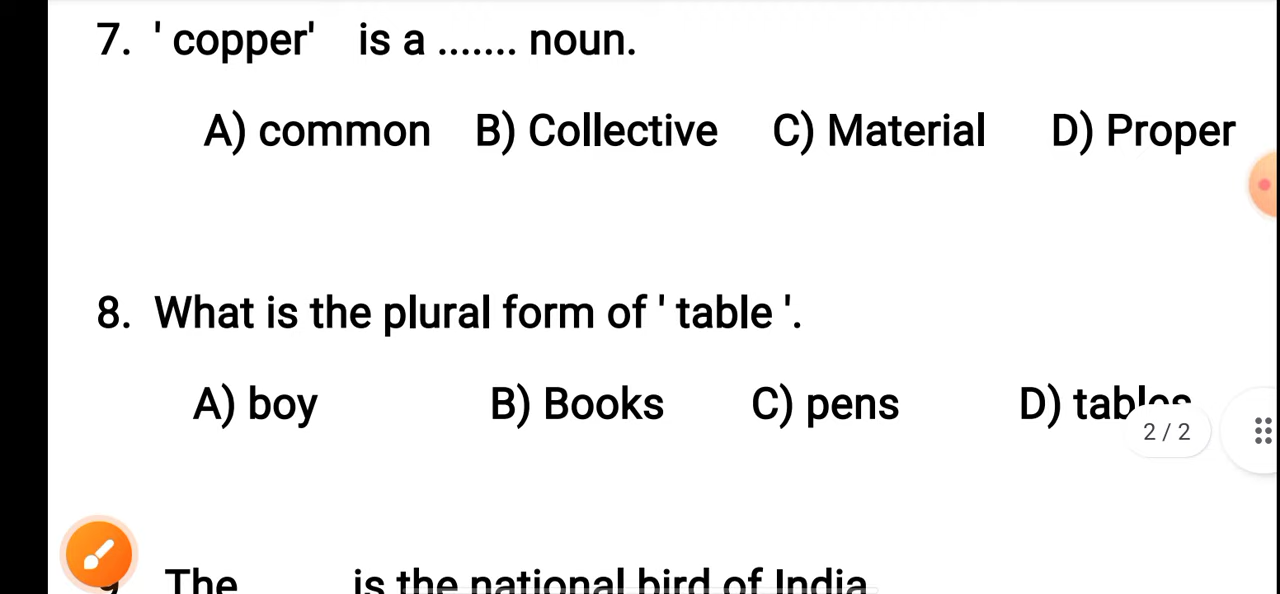 7. ' copper' is a ....... noun.
A) common B) Collective C) Material D) Proper
8. What is the plural form of ' table '.
A) boy B) Books C) pens D) tables
2 / 2
The is the national bird of India